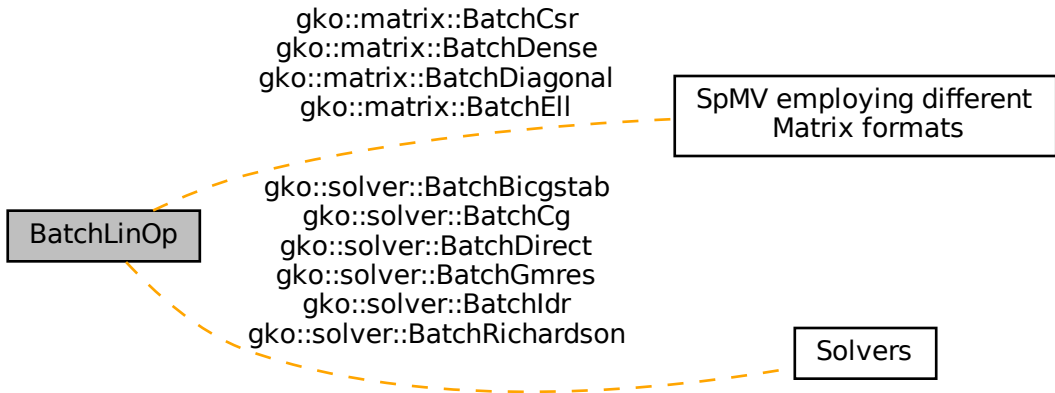 gko::matrix::BatchCsr
gko::matrix::BatchDense
gko::matrix::BatchDiagonal
gko::matrix::BatchEll
SpMV employing different
Matrix formats
BatchLinOp
gko::solver::BatchBicgstab
gko::solver::BatchCg
gko::solver::BatchDirect
gko::solver::BatchGmres
gko::solver::BatchIdr
gko::solver::BatchRichardson
Solvers